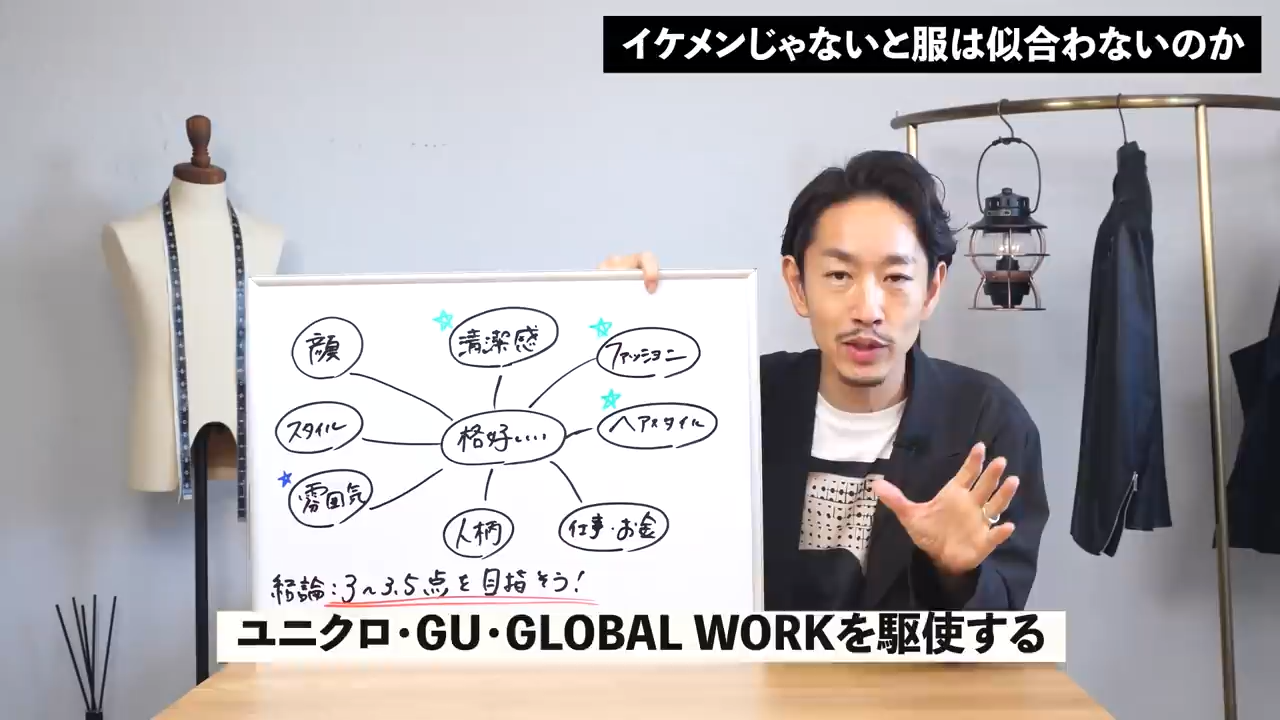 イケメンじゃないと服は似合わないのか
顔
清潔感
ファッション
スタイル
格好いい
ヘアスタイル
雰囲気
人柄
仕事・お金
結論:3〜3.5点を目指そう!
ユニクロ・GU・GLOBAL WORKを駆使する